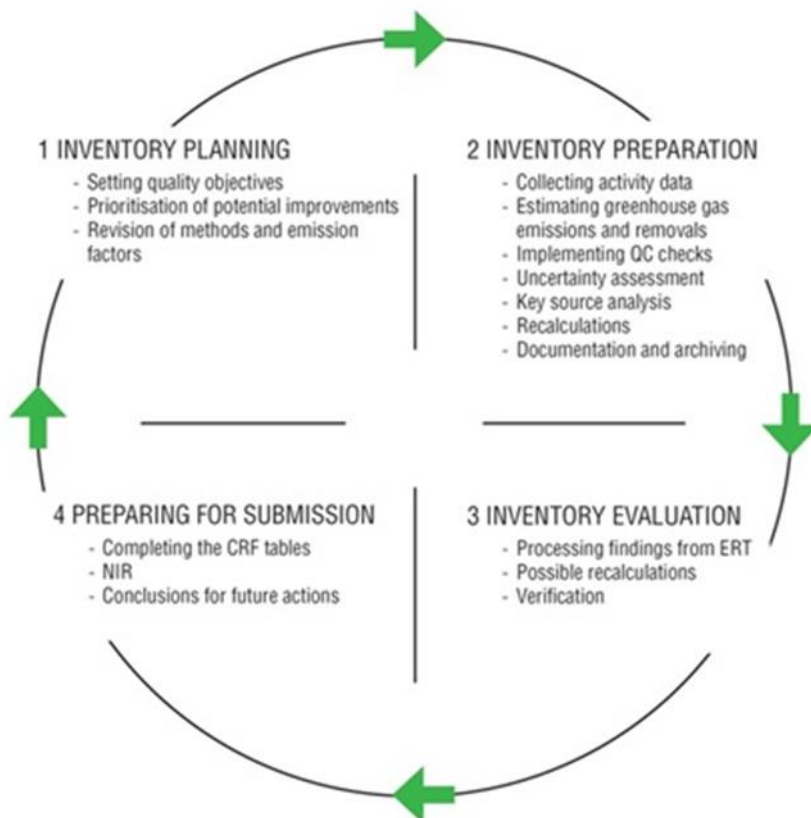 1 INVENTORY PLANNING
- Setting quality objectives
- Prioritisation of potential improvements
- Revision of methods and emission
factors
2 INVENTORY PREPARATION
- Collecting activity data
- Estimating greenhouse gas
emissions and removals
- Implementing QC checks
- Uncertainty assessment
- Key source analysis
- Recalculations
- Documentation and archiving
3 INVENTORY EVALUATION
- Processing findings from ERT
- Possible recalculations
- Verification
4 PREPARING FOR SUBMISSION
- Completing the CRF tables
- NIR
- Conclusions for future actions